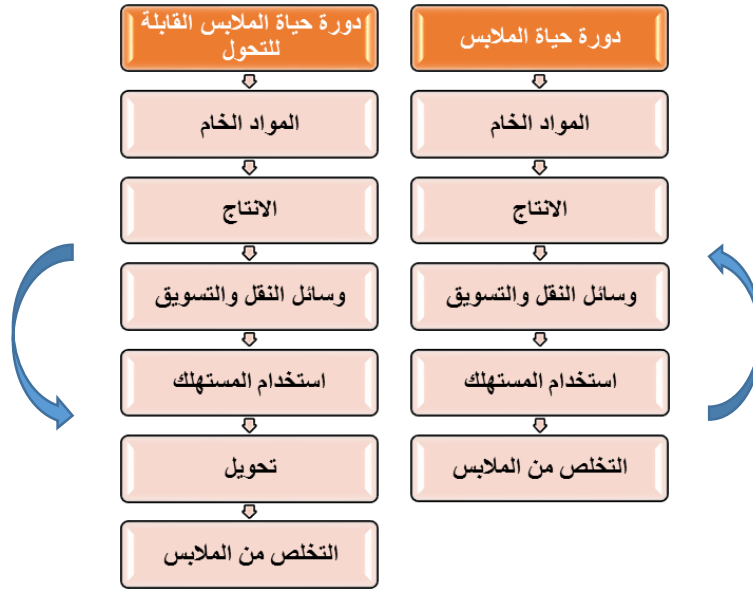 دورة حياة الملابس
المواد الخام
الانتاج
وسائل النقل والتسويق
استخدام المستهلك
التخلص من الملابس
دورة حياة الملابس القابلة
للتحول
المواد الخام
الانتاج
وسائل النقل والتسويق
استخدام المستهلك
تحويل
التخلص من الملابس